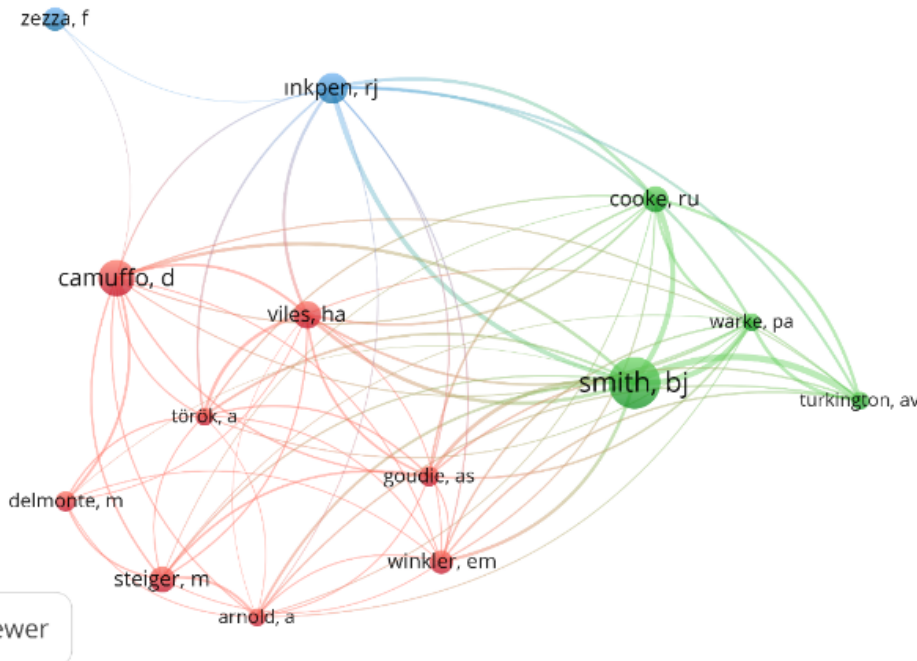 zezza, f
ınkpen, rj
cooke, ru
camuffo, d
viles, ha
warke, pa
smith, bj
turkington, av
török, a
goudie, as
delmonte, m
winkler, em
steiger, m
arnold, a
ewer